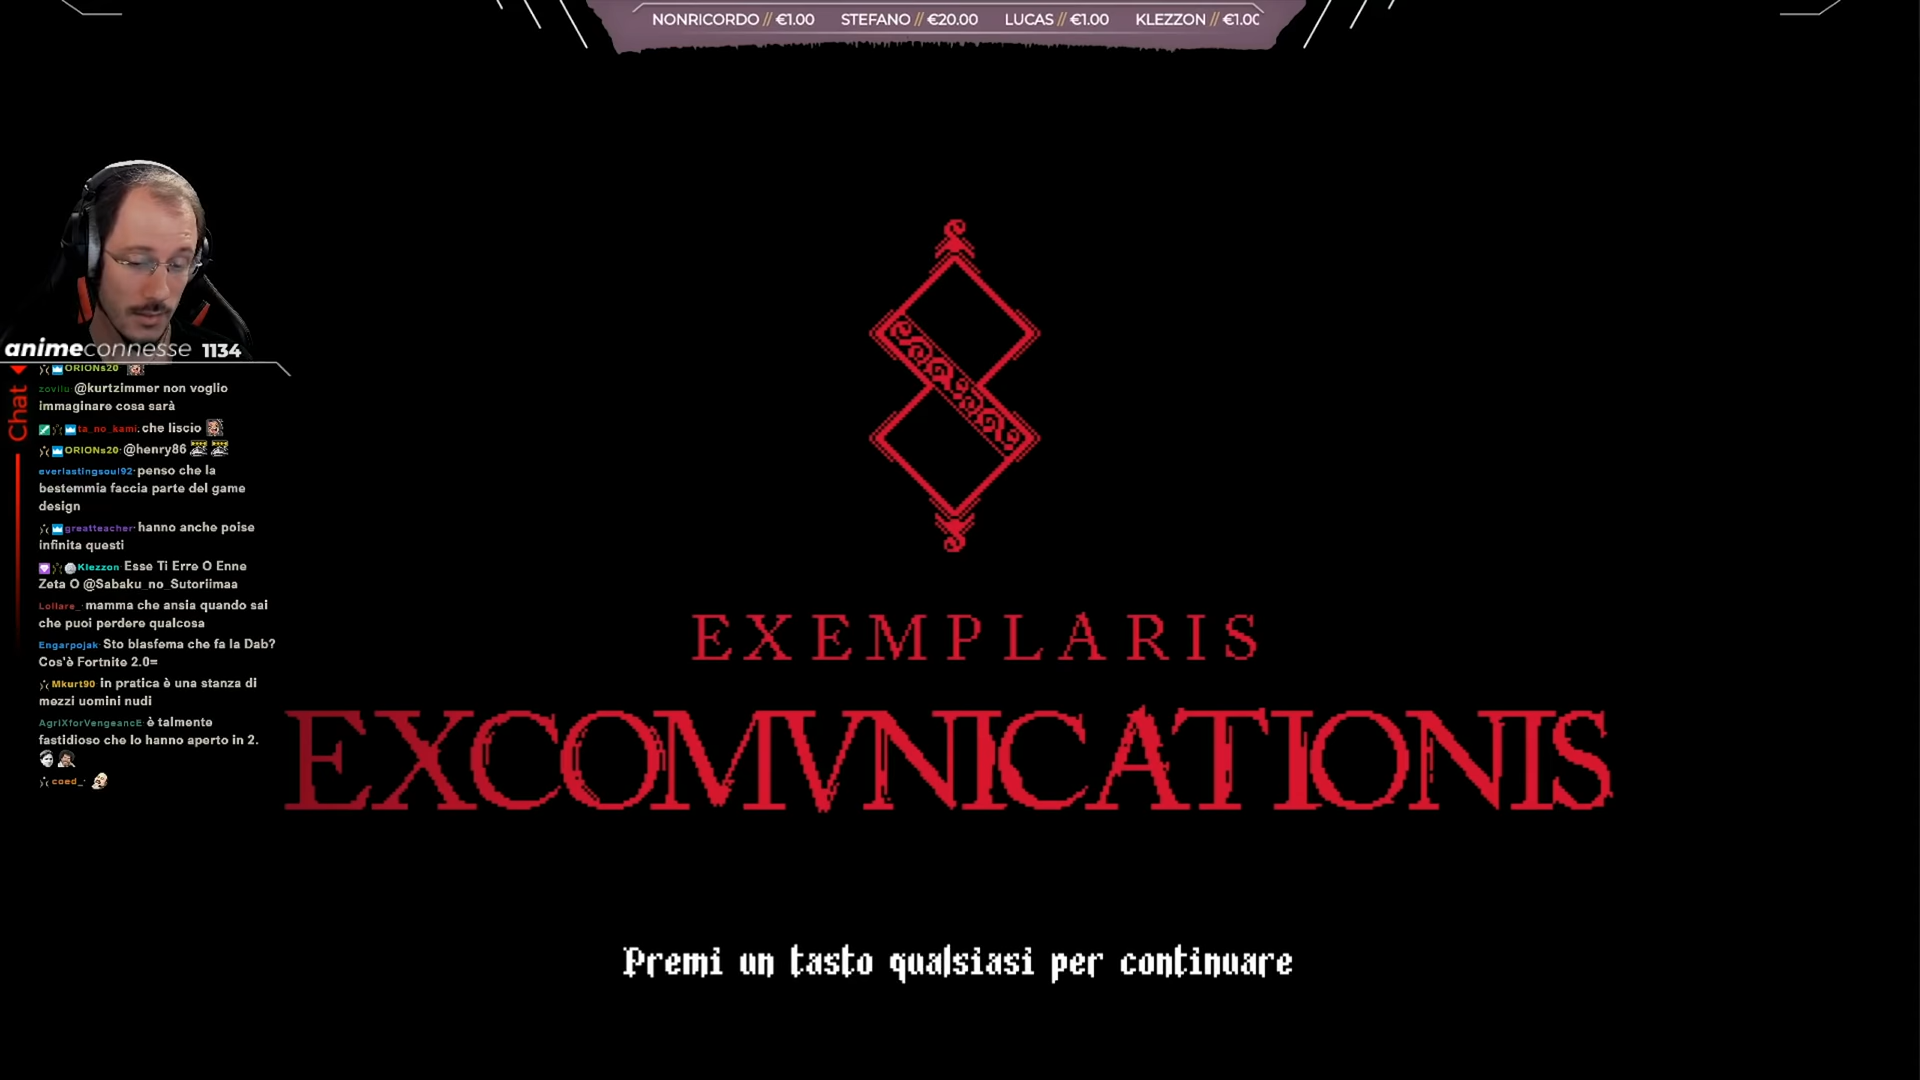 NONRICORDO // €1.00 STEFANO // €20.00 LUCAS // €1.00 KLEZZON // €1.00
animeconnesse 1134
Chat
ORIONs20
zovilu: @kurtzimmer non voglio
immaginare cosa sarà
ta_no_kami: che liscio
ORIONs20: @henry86
everlastingsoul92: penso che la
bestemmia faccia parte del game
design
greatteacher: hanno anche poise
infinita questi
Klezzon: Esse Ti Erre O Enne
Zeta O @Sabaku_no_Sutoriimaa
Lollare_: mamma che ansia quando sai
che puoi perdere qualcosa
Engarpojak: Sto blasfema che fa la Dab?
Cos'è Fortnite 2.0=
Mkurt90 in pratica è una stanza di
mezzi uomini nudi
AgriXforVengeancE: è talmente
fastidioso che lo hanno aperto in 2.
coed_:
EXEMPLARIS
EXCOMVNICATIONIS
Premi un tasto qualsiasi per continuare